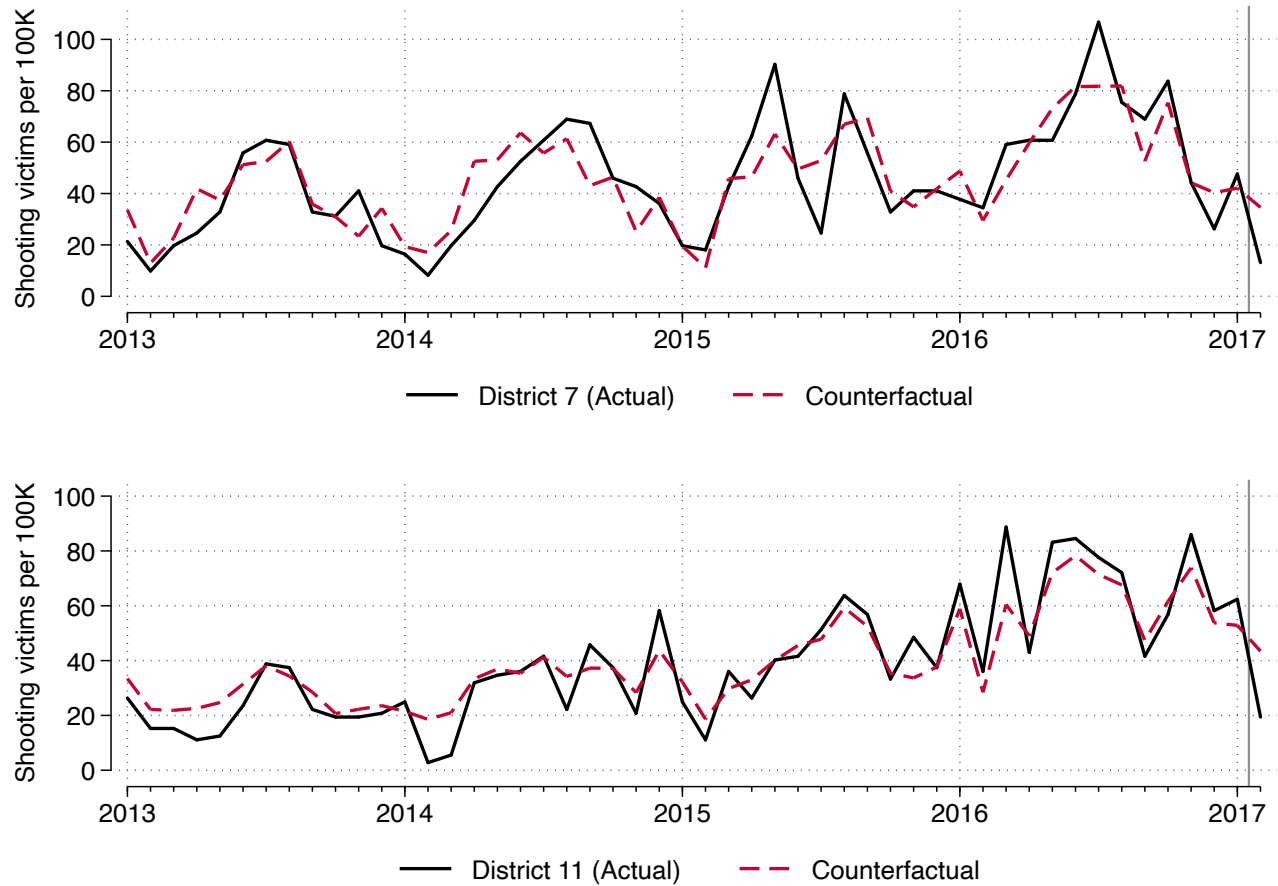 Shooting victims per 100K
100
80
60
40
20
0
2013 2014 2015 2016 2017
District 7 (Actual) Counterfactual
Shooting victims per 100K
100
80
60
40
20
0
2013 2014 2015 2016 2017
District 11 (Actual) Counterfactual